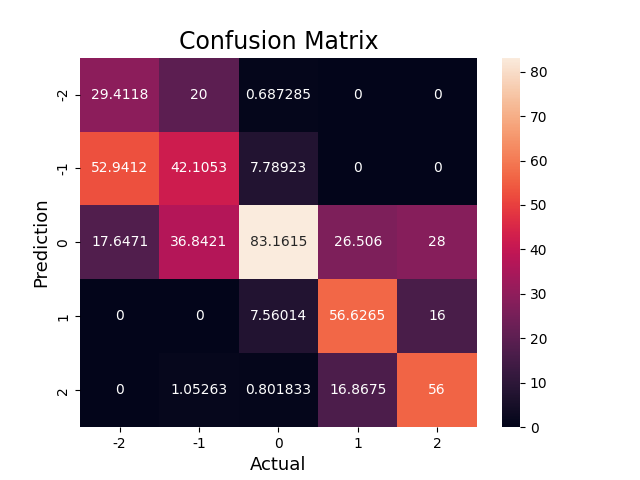 Confusion Matrix
-2 29.4118 20 0.687285 0 0
-1 52.9412 42.1053 7.78923 0 0
0 17.6471 36.8421 83.1615 26.506 28
1 0 0 7.56014 56.6265 16
2 0 1.05263 0.801833 16.8675 56
-2 -1 0 1 2
Prediction
Actual
80
70
60
50
40
30
20
10
0